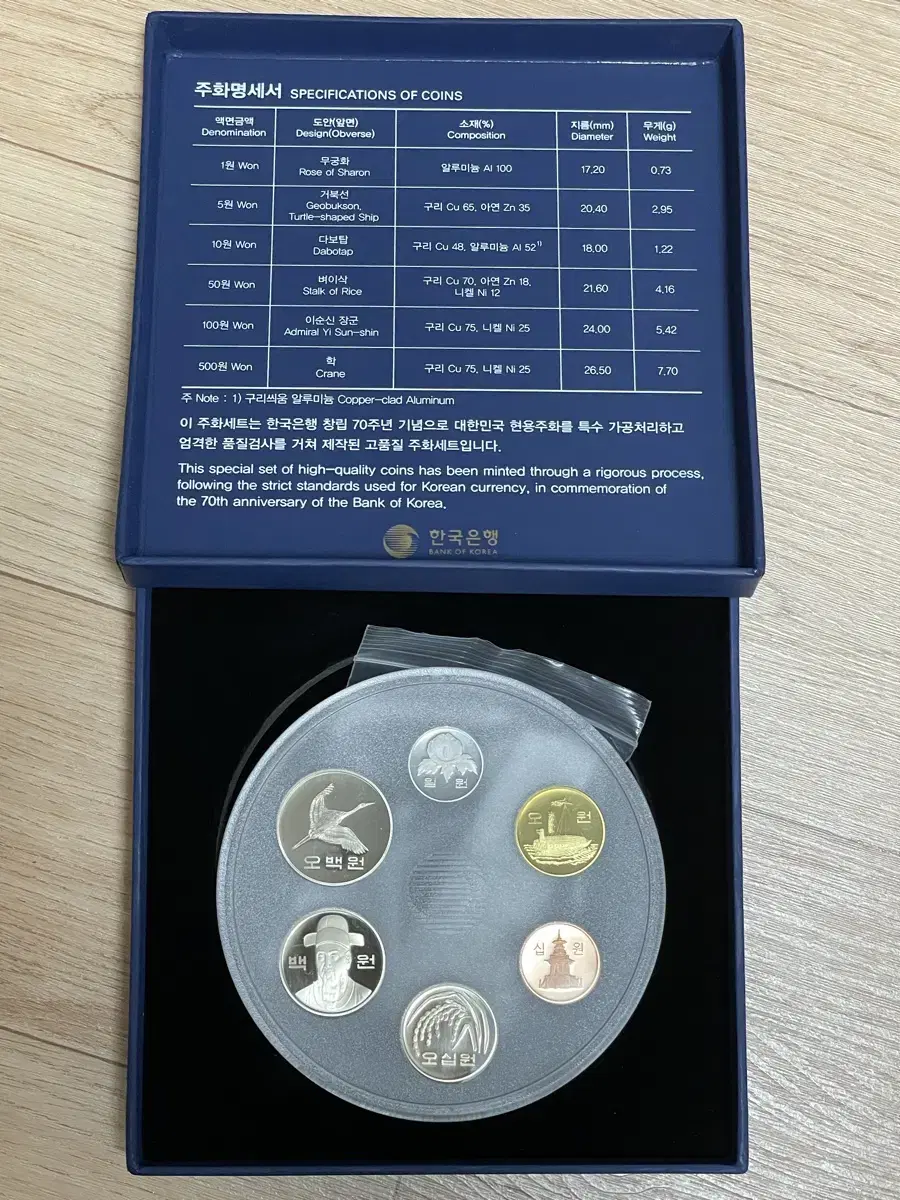 주화명세서 SPECIFICATIONS OF COINS
액면금액 도안(앞면) 소재(%) 지름(mm) 무게(g)
Denomination Design(Obverse) Composition Diameter Weight
1원 Won 무궁화 Rose of Sharon 알루미늄 Al 100 17.20 0.73
5원 Won 거북선 Geobukson, Turtle-shaped Ship 구리 Cu 65, 아연 Zn 35 20.40 2.95
10원 Won 다보탑 Dabotap 구리 Cu 48, 알루미늄 Al 52¹⁾ 18.00 1.22
50원 Won 벼이삭 Stalk of Rice 구리 Cu 70, 아연 Zn 18, 니켈 Ni 12 21.60 4.16
100원 Won 이순신 장군 Admiral Yi Sun-shin 구리 Cu 75, 니켈 Ni 25 24.00 5.42
500원 Won 학 Crane 구리 Cu 75, 니켈 Ni 25 26.50 7.70
주 Note : 1) 구리씌움 알루미늄 Copper-clad Aluminum
이 주화세트는 한국은행 창립 70주년 기념으로 대한민국 현용주화를 특수 가공처리하고
엄격한 품질검사를 거쳐 제작된 고품질 주화세트입니다.
This special set of high-quality coins has been minted through a rigorous process,
following the strict standards used for Korean currency, in commemoration of
the 70th anniversary of the Bank of Korea.
한국은행
BANK OF KOREA
일 원
오백원
오 원
백 원
십 원
오십원